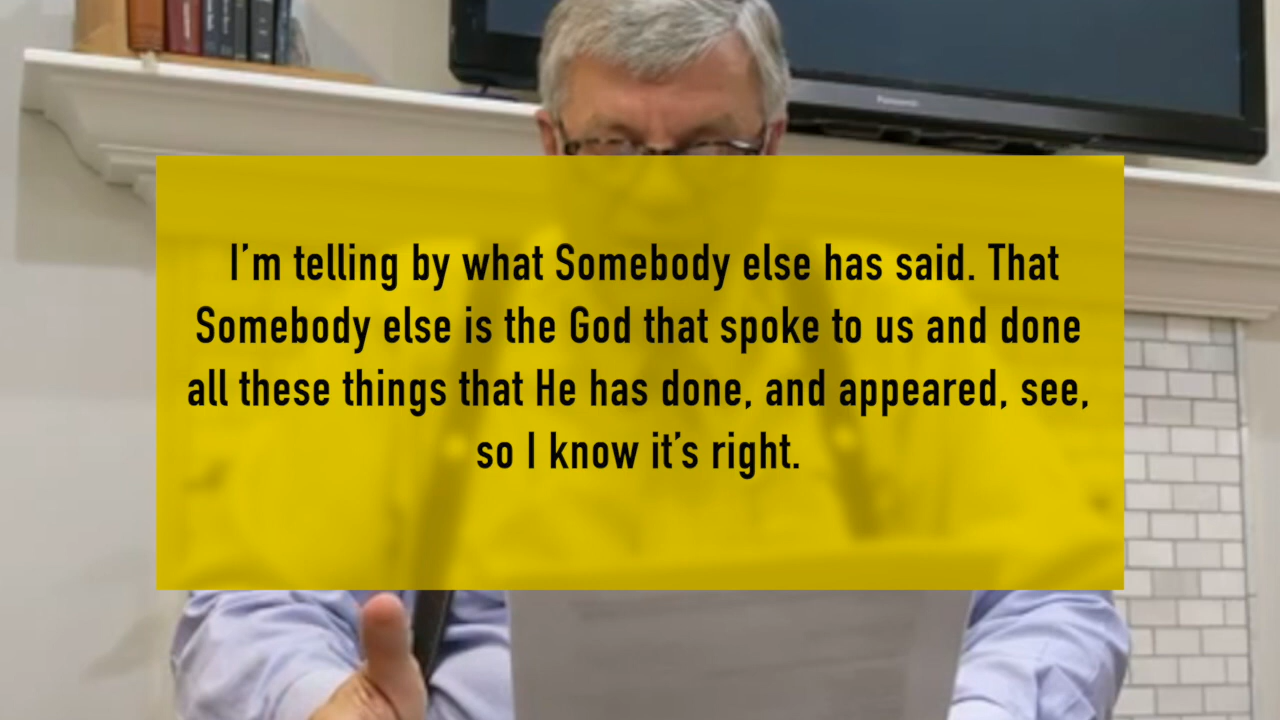 Panasonic
I’m telling by what Somebody else has said. That
Somebody else is the God that spoke to us and done
all these things that He has done, and appeared, see,
so I know it’s right.